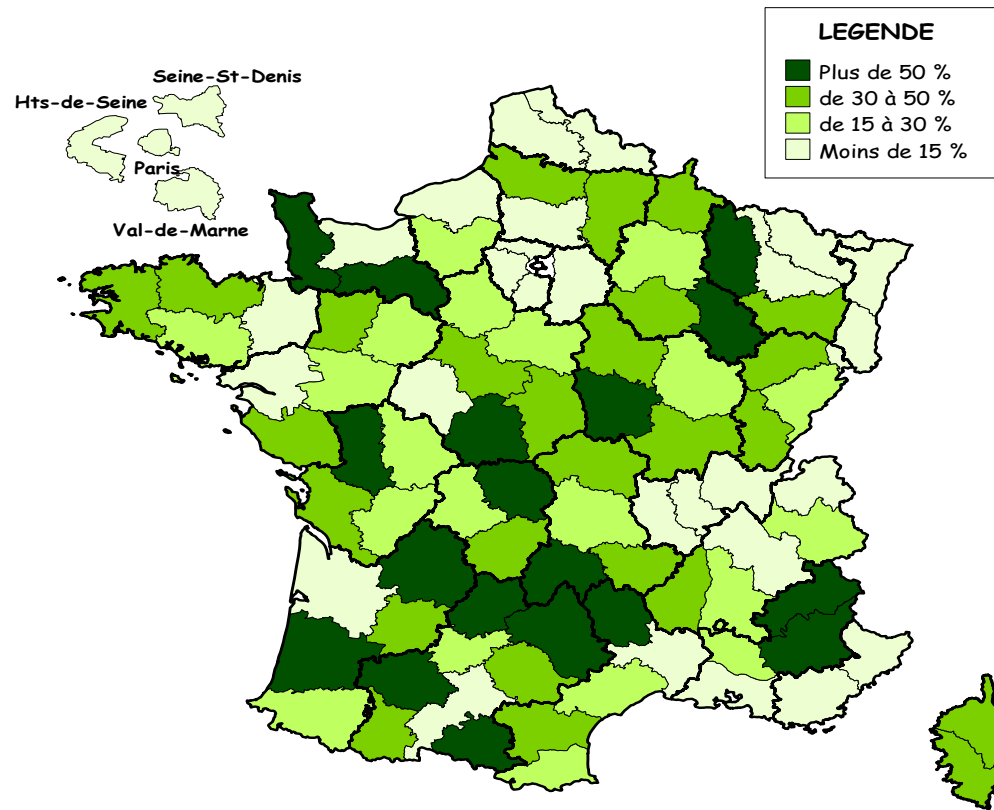 LEGENDE
Plus de 50 %
de 30 à 50 %
de 15 à 30 %
Moins de 15 %
Seine-St-Denis
Hts-de-Seine
Paris
Val-de-Marne